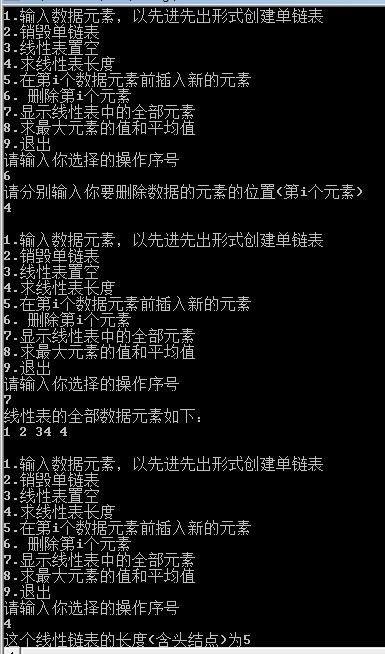 1.输入数据元素，以先进先出形式创建单链表
2.销毁单链表
3.线性表置空
4.求线性表长度
5.在第i个数据元素前插入新的元素
6. 删除第i个元素
7.显示线性表中的全部元素
8.求最大元素的值和平均值
9.退出
请输入你选择的操作序号
6
请分别输入你要删除数据的元素的位置(第i个元素)
4
1.输入数据元素，以先进先出形式创建单链表
2.销毁单链表
3.线性表置空
4.求线性表长度
5.在第i个数据元素前插入新的元素
6. 删除第i个元素
7.显示线性表中的全部元素
8.求最大元素的值和平均值
9.退出
请输入你选择的操作序号
7
线性表的全部数据元素如下：
1 2 34 4
1.输入数据元素，以先进先出形式创建单链表
2.销毁单链表
3.线性表置空
4.求线性表长度
5.在第i个数据元素前插入新的元素
6. 删除第i个元素
7.显示线性表中的全部元素
8.求最大元素的值和平均值
9.退出
请输入你选择的操作序号
4
这个线性链表的长度(含头结点)为5